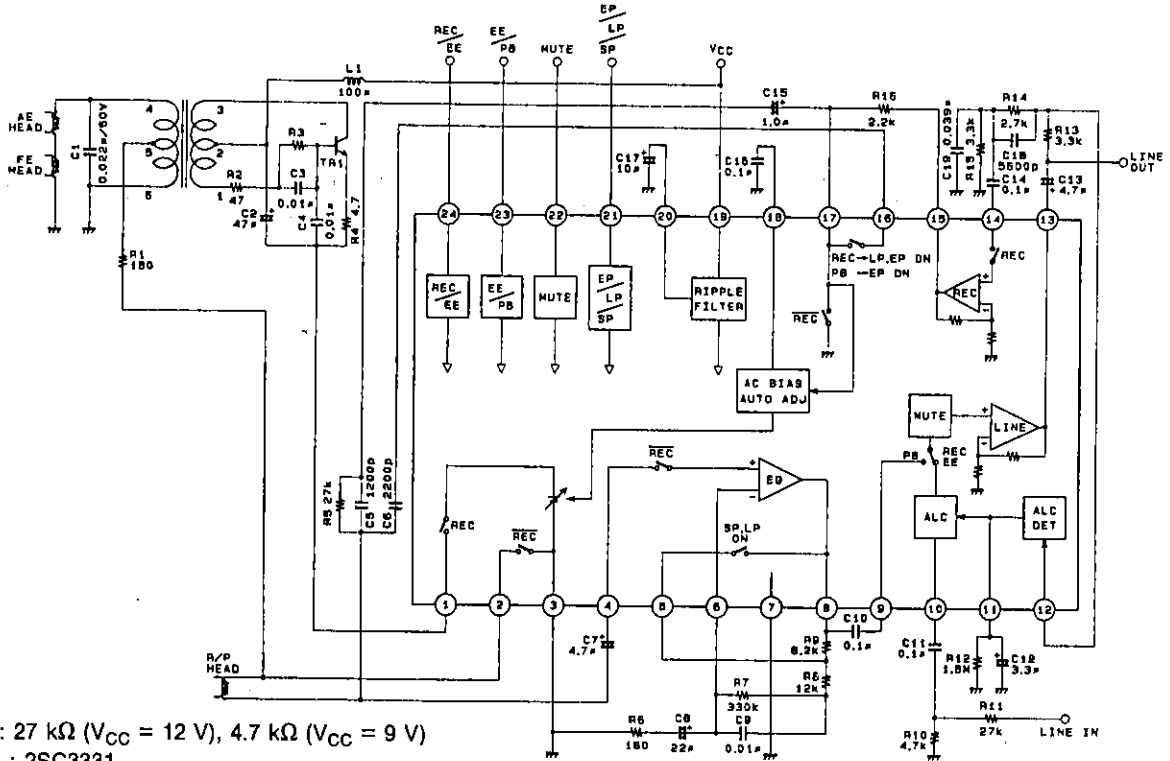 REC/EE
EE/PB
MUTE
EP/LP/SP
VCC
L1
100μ
AE HEAD
FE HEAD
C1
0.022μ/50V
4
5
6
3
2
1
R1
180
R2
47
C2
47μ
R3
C3
0.01μ
TR1
C4
0.01μ
R4 4.7
C15
1.0μ
R16
2.2k
C17
10μ
C16
0.1μ
C19 0.039μ
R15 3.3k
R14
2.7k
C18
5600p
C14
0.1μ
R13
3.3k
C13
4.7μ
LINE OUT
24
23
22
21
20
19
18
17
16
15
14
13
REC/EE
EE/PB
MUTE
EP/LP/SP
RIPPLE FILTER
REC→LP,EP ON
PB →EP ON
REC
REC
REC
AC BIAS AUTO ADJ
MUTE
LINE
PB
REC
EE
ALC
ALC DET
R5 27k
C5 1200p
C6 2200p
REC
REC
REC
EQ
SP,LP ON
1
2
3
4
5
6
7
8
9
10
11
12
R/P HEAD
C7
4.7μ
R9
8.2k
R8
12k
R7
330k
C10
0.1μ
C11
0.1μ
R12
1.8M
C12
3.3μ
R6
180
C8
22μ
C9
0.01μ
R10
4.7k
R11
27k
LINE IN
: 27 kΩ (VCC = 12 V), 4.7 kΩ (VCC = 9 V)